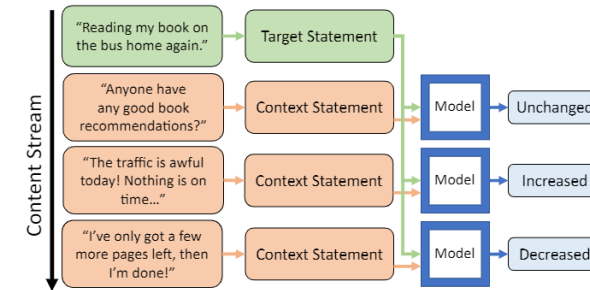 “Reading my book on
the bus home again.”
Target Statement
“Anyone have
any good book
recommendations?”
Context Statement
Model
Unchanged
“The traffic is awful
today! Nothing is on
time...”
Context Statement
Model
Increased
“I’ve only got a few
more pages left, then
I’m done!”
Context Statement
Model
Decreased
Content Stream